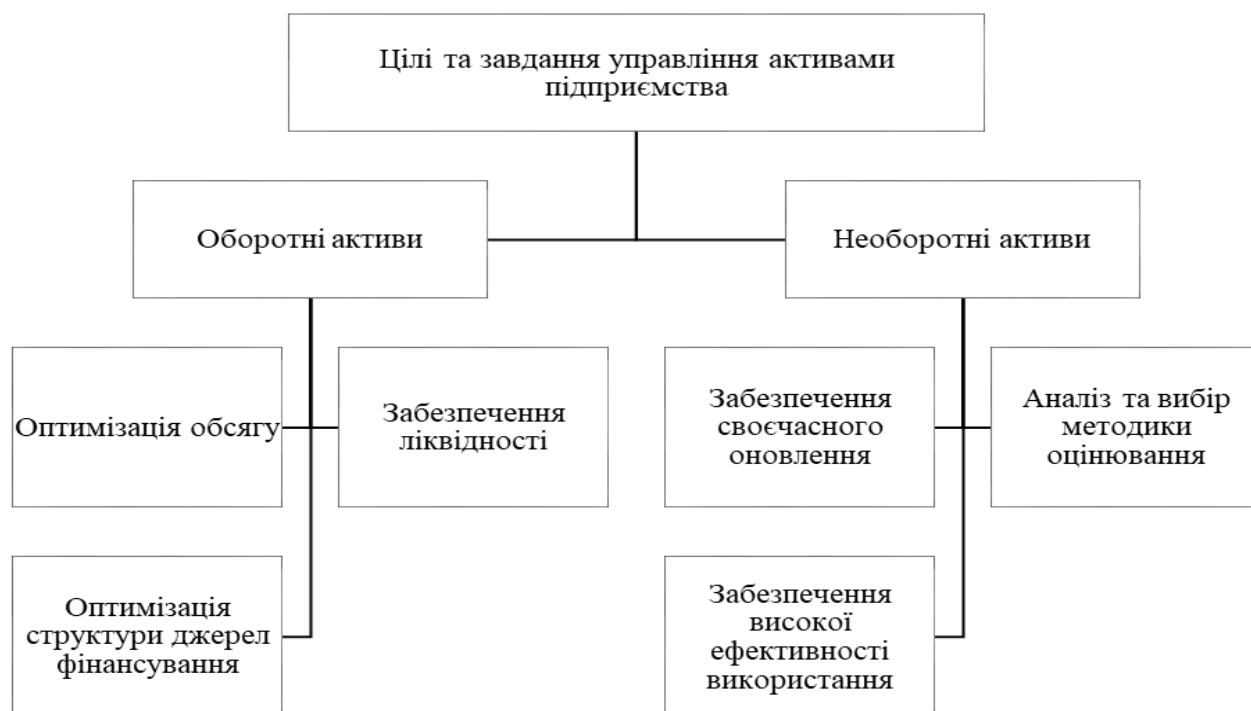 Цілі та завдання управління активами
підприємства
Оборотні активи
Необоротні активи
Оптимізація обсягу
Забезпечення
ліквідності
Забезпечення
своєчасного
оновлення
Аналіз та вибір
методики
оцінювання
Оптимізація
структури джерел
фінансування
Забезпечення
високої
ефективності
використання